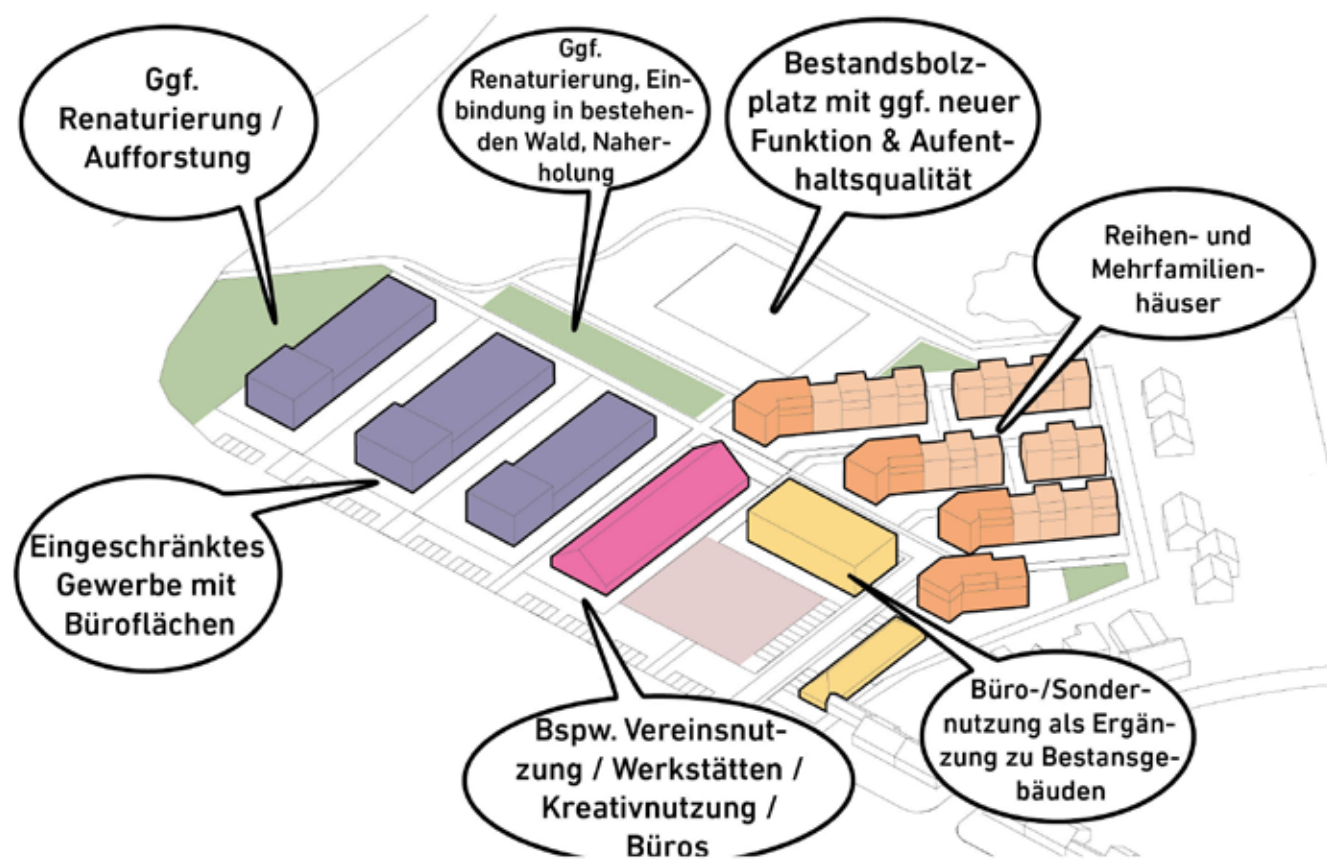 Ggf.
Renaturierung /
Aufforstung
Ggf.
Renaturierung, Ein-
bindung in bestehen-
den Wald, Naher-
holung
Bestandsbolz-
platz mit ggf. neuer
Funktion & Aufent-
haltsqualität
Reihen- und
Mehrfamilien-
häuser
Eingeschränktes
Gewerbe mit
Büroflächen
Bspw. Vereinsnut-
zung / Werkstätten /
Kreativnutzung /
Büros
Büro-/Sonder-
nutzung als Ergän-
zung zu Bestansge-
bäuden